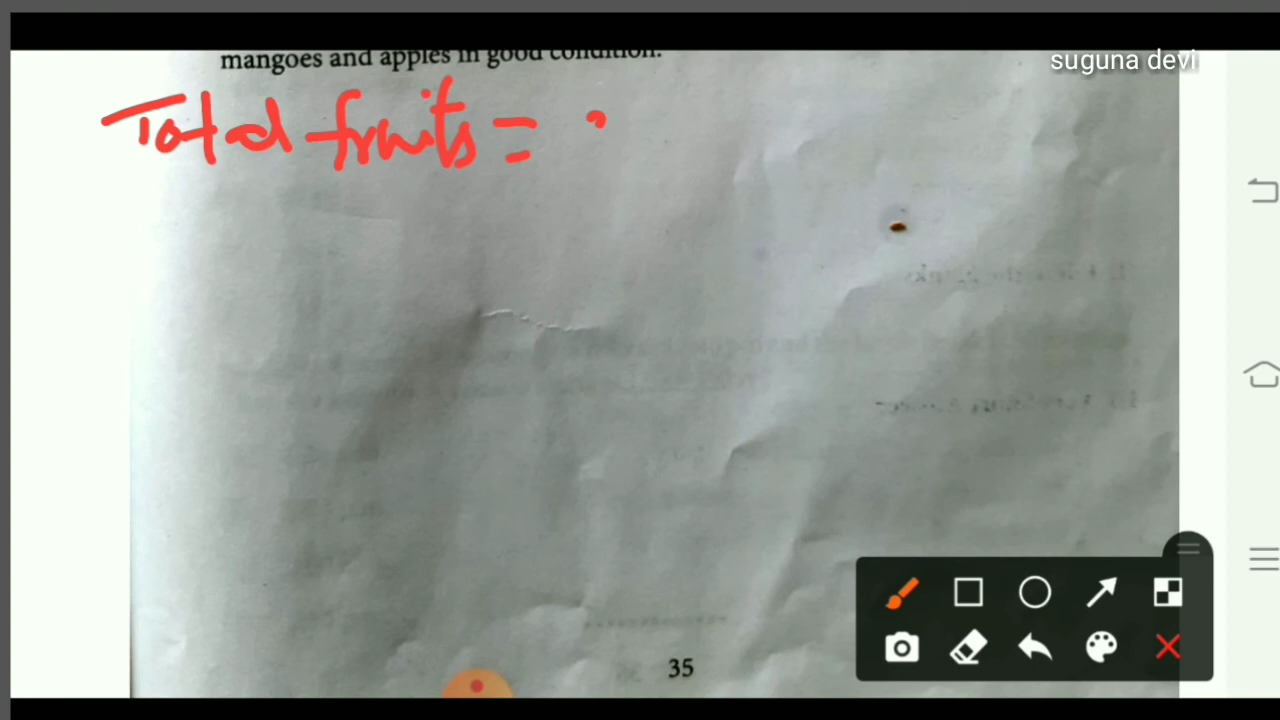 mangoes and apples in good condition.
suguna devi
Total fruits =
35